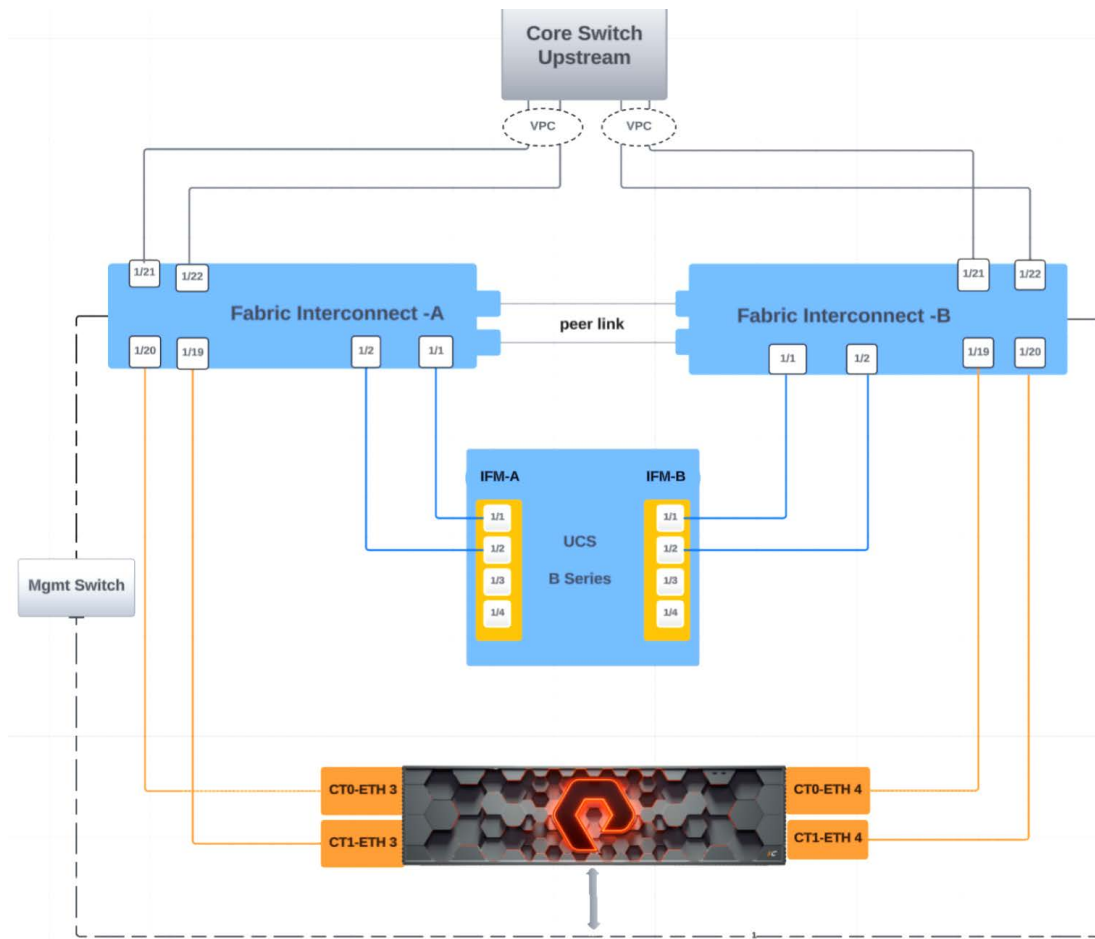 Core Switch
Upstream
VPC
VPC
1/21
1/22
1/21
1/22
Fabric Interconnect -A
peer link
Fabric Interconnect -B
1/20
1/19
1/2
1/1
1/1
1/2
1/19
1/20
IFM-A
IFM-B
1/1
1/2
1/3
1/4
UCS
B Series
1/1
1/2
1/3
1/4
Mgmt Switch
CT0-ETH 3
CT1-ETH 3
CT0-ETH 4
CT1-ETH 4
1